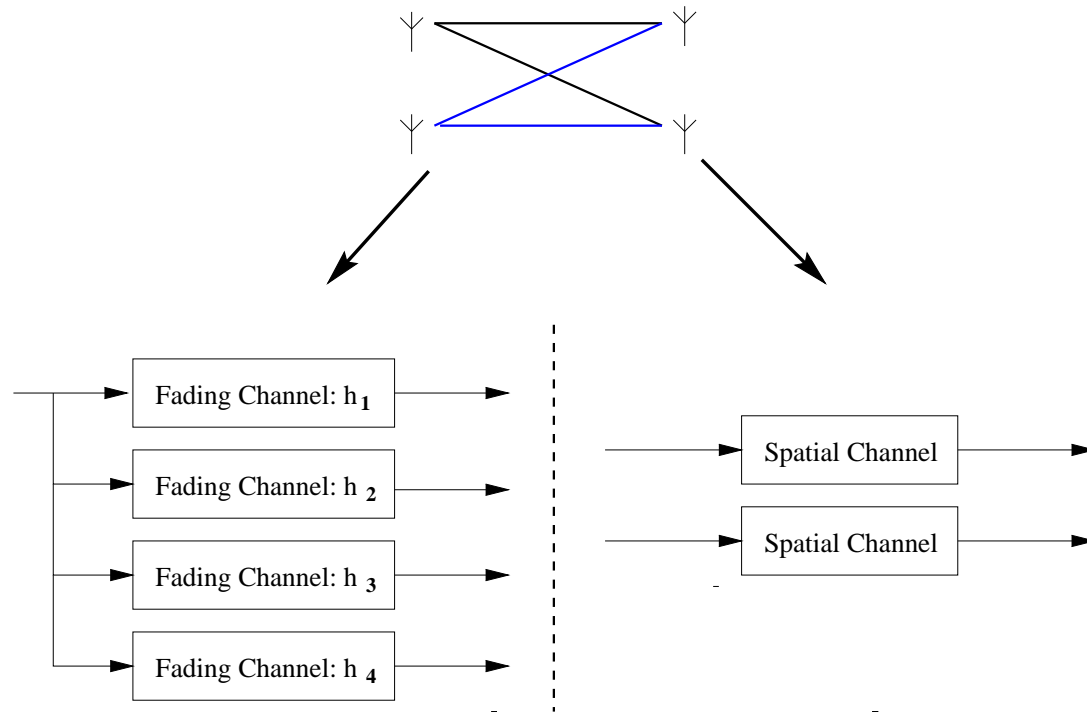 Fading Channel: h 1
Fading Channel: h 2
Fading Channel: h 3
Fading Channel: h 4
Spatial Channel
Spatial Channel